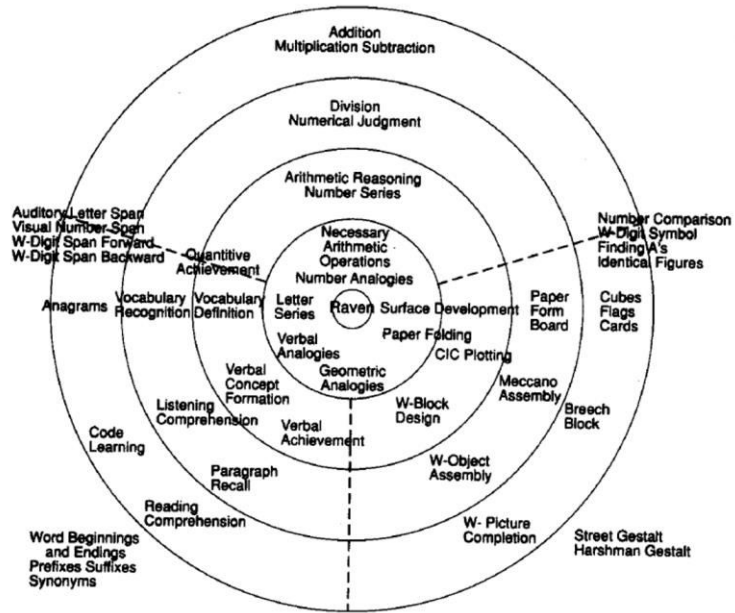 Addition
Multiplication Subtraction
Division
Numerical Judgment
Arithmetic Reasoning
Number Series
Auditory Letter Span
Visual Number Span
W-Digit Span Forward
W-Digit Span Backward
Number Comparison
W-Digit Symbol
Finding A's
Identical Figures
Necessary
Arithmetic
Operations
Number Analogies
Quantitive
Achievement
Anagrams
Vocabulary
Recognition
Vocabulary
Definition
Letter
Series
Raven
Surface Development
Paper
Form
Board
Cubes
Flags
Cards
Paper Folding
Verbal
Analogies
CIC Plotting
Geometric
Analogies
Verbal
Concept
Formation
Meccano
Assembly
Listening
Comprehension
W-Block
Design
Breech
Block
Code
Learning
Verbal
Achievement
W-Object
Assembly
Paragraph
Recall
Reading
Comprehension
W- Picture
Completion
Word Beginnings
and Endings
Prefixes Suffixes
Synonyms
Street Gestalt
Harshman Gestalt